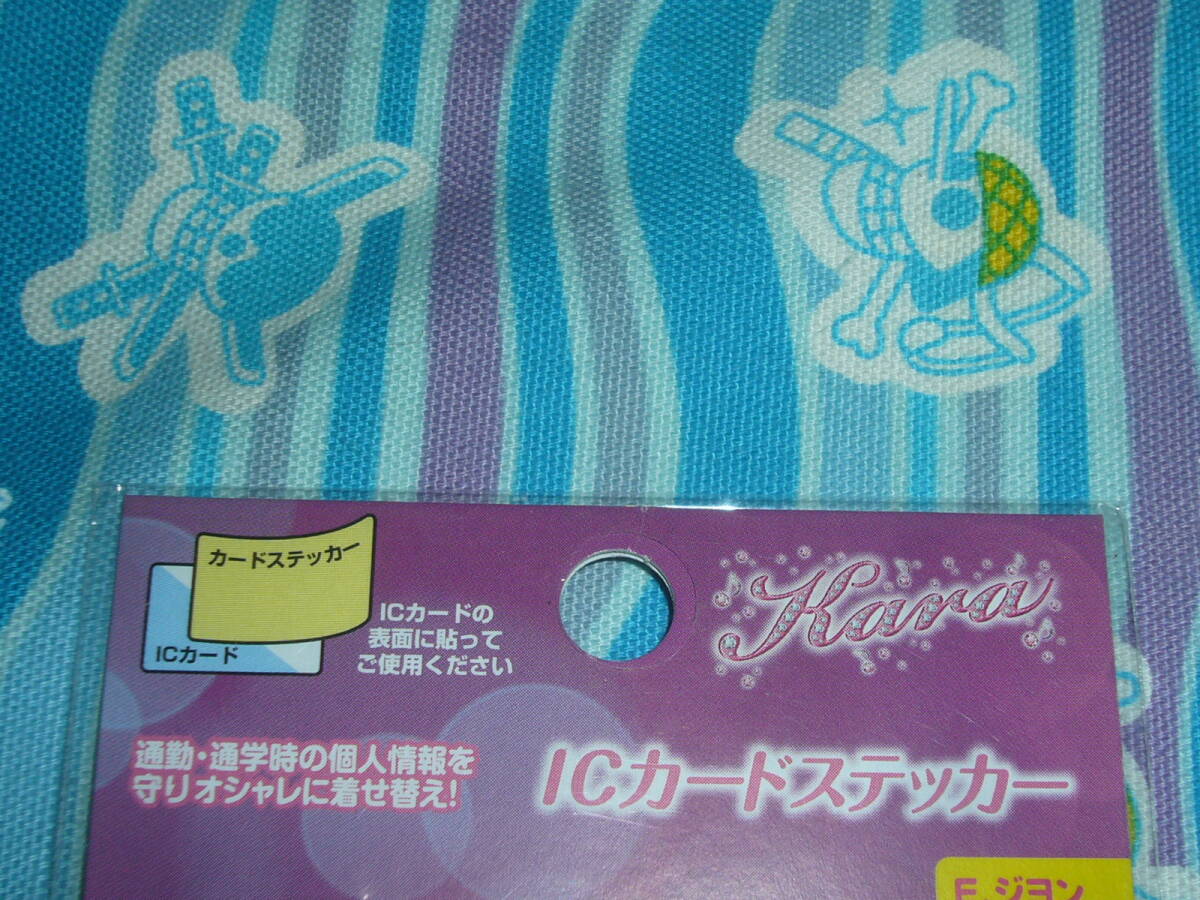 カードステッカー
ICカード
ICカードの
表面に貼って
ご使用ください
Kara
通勤・通学時の個人情報を
守りオシャレに着せ替え!
ICカードステッカー
E.ジヨン